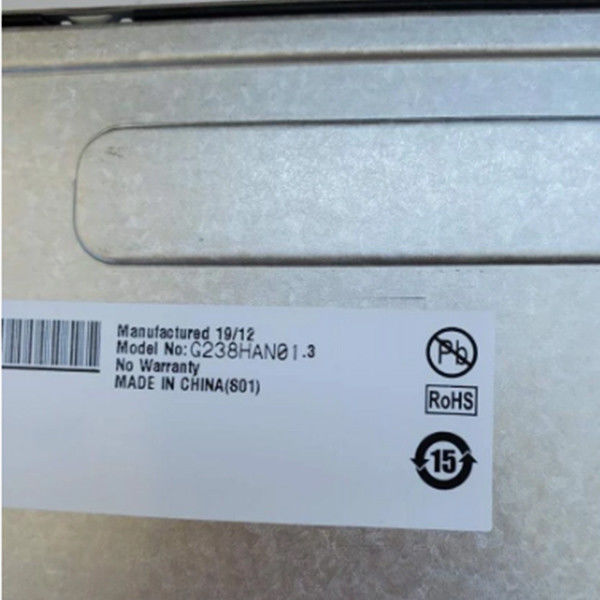 Manufactured 19/12
Model No:G238HAN01.3
No Warranty
MADE IN CHINA(S01)
Pb
RoHS
15